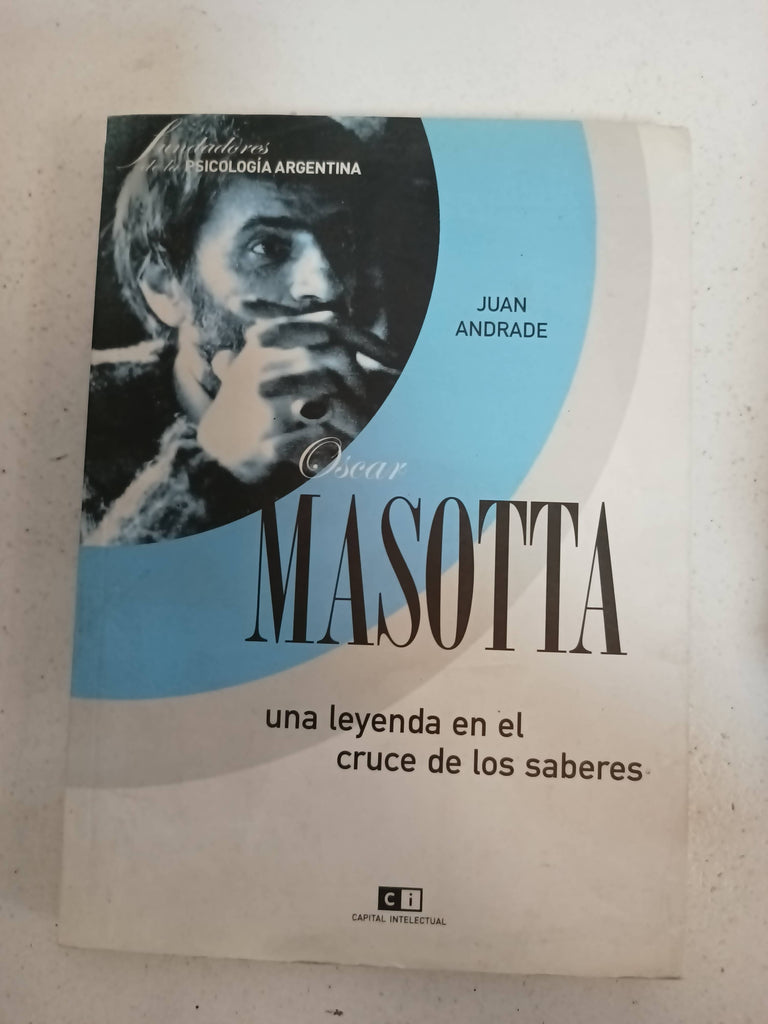 fundadores
de la PSICOLOGÍA ARGENTINA
JUAN
ANDRADE
Oscar
MASOTTA
una leyenda en el
cruce de los saberes
Ci
CAPITAL INTELECTUAL